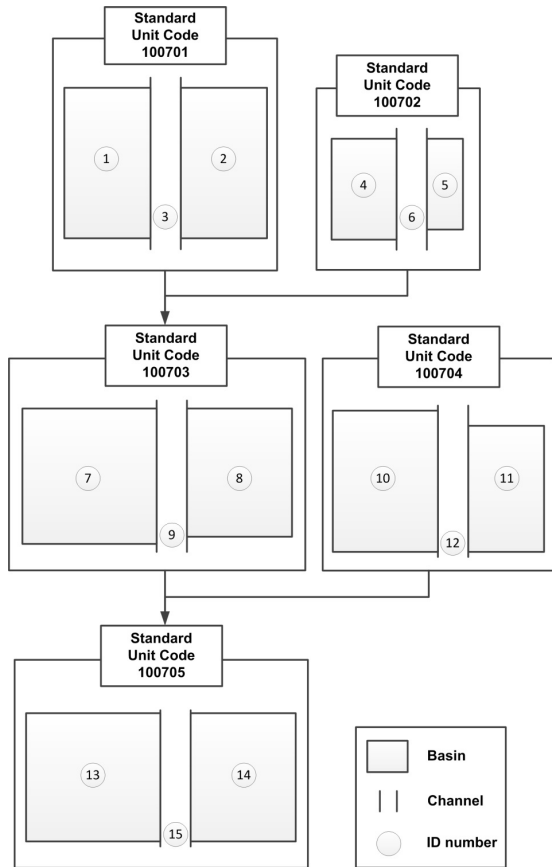 Standard
Unit Code
100701
Standard
Unit Code
100702
1
2
3
4
5
6
Standard
Unit Code
100703
Standard
Unit Code
100704
7
8
9
10
11
12
Standard
Unit Code
100705
13
14
15
Basin
Channel
ID number